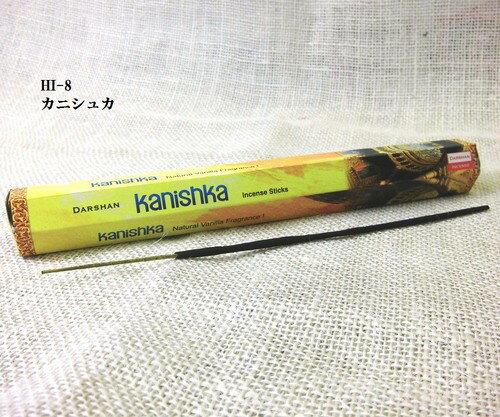 HI-8
カニシュカ
kanishka Natural Vanilla Fragrance !
DARSHAN kanishka Incense Sticks
kanishka Natural Vanilla Fragrance !
DARSHAN
INCENSE